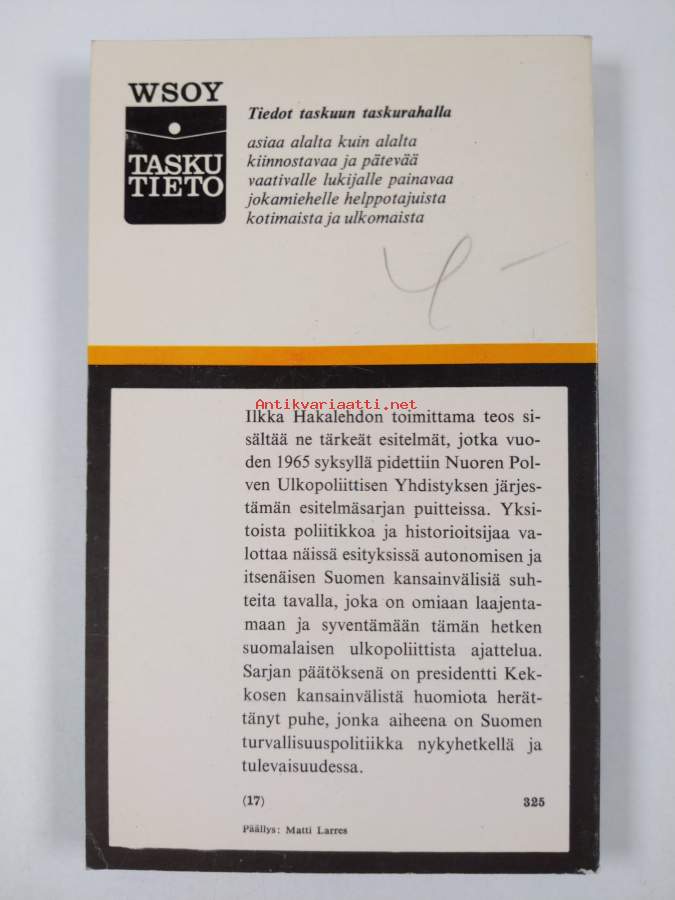 WSOY
TASKU
TIETO
Tiedot taskuun taskurahalla
asiaa alalta kuin alalta
kiinnostavaa ja pätevää
vaativalle lukijalle painavaa
jokamiehelle helppotajuista
kotimaista ja ulkomaista
Antikvariaatti.net
Ilkka Hakalehdon toimittama teos si-
sältää ne tärkeät esitelmät, jotka vuo-
den 1965 syksyllä pidettiin Nuoren Pol-
ven Ulkopoliittisen Yhdistyksen järjes-
tämän esitelmäsarjan puitteissa. Yksi-
toista poliitikkoa ja historioitsijaa va-
lottaa näissä esityksissä autonomisen ja
itsenäisen Suomen kansainvälisiä suh-
teita tavalla, joka on omiaan laajenta-
maan ja syventämään tämän hetken
suomalaisen ulkopoliittista ajattelua.
Sarjan päätöksenä on presidentti Kek-
kosen kansainvälistä huomiota herät-
tänyt puhe, jonka aiheena on Suomen
turvallisuuspolitiikka nykyhetkellä ja
tulevaisuudessa.
(17) 325
Päällys: Matti Larres